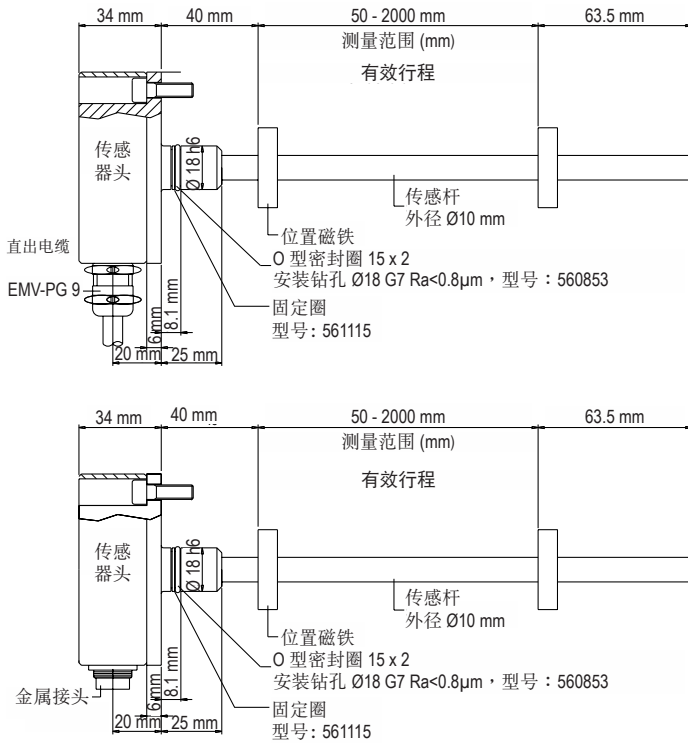 34 mm 40 mm 50 - 2000 mm 63.5 mm
测量范围 (mm)
有效行程
传感
器头
Ø 18 h6
传感杆
外径 Ø10 mm
位置磁铁
直出电缆
O 型密封圈 15 x 2
安装钻孔 Ø18 G7 Ra<0.8µm，型号：560853
EMV-PG 9
固定圈
型号: 561115
6 mm
8.1 mm
20 mm 25 mm
34 mm 40 mm 50 - 2000 mm 63.5 mm
测量范围 (mm)
有效行程
传感
器头
Ø 18 h6
传感杆
外径 Ø10 mm
位置磁铁
O 型密封圈 15 x 2
安装钻孔 Ø18 G7 Ra<0.8µm，型号：560853
金属接头
6 mm
8.1 mm
固定圈
型号: 561115
20 mm 25 mm